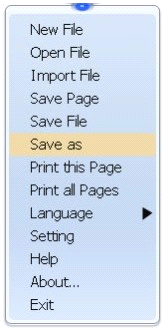 New File
Open File
Import File
Save Page
Save File
Save as
Print this Page
Print all Pages
Language
Setting
Help
About...
Exit